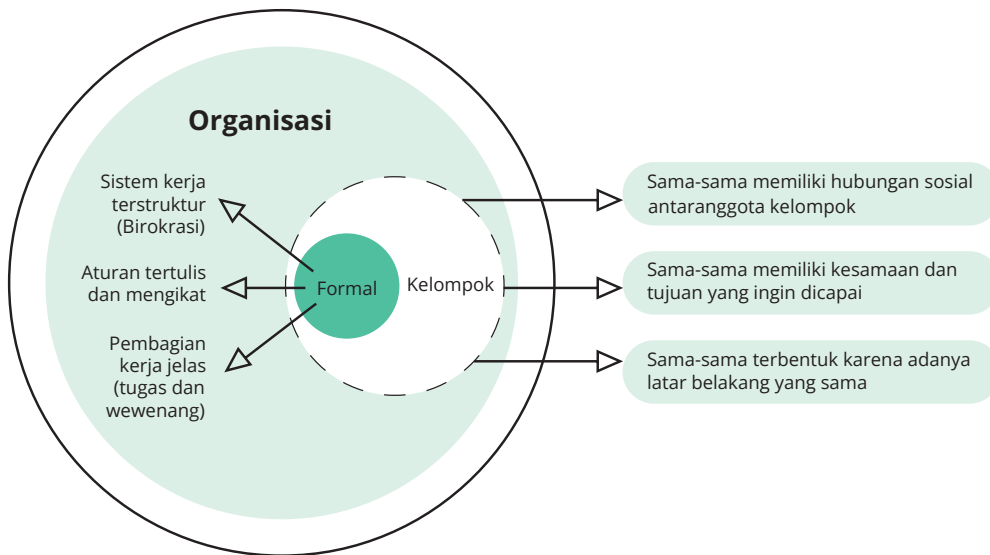 Organisasi
Sistem kerja
terstruktur
(Birokrasi)
Aturan tertulis
dan mengikat
Pembagian
kerja jelas
(tugas dan
wewenang)
Formal
Kelompok
Sama-sama memiliki hubungan sosial
antaranggota kelompok
Sama-sama memiliki kesamaan dan
tujuan yang ingin dicapai
Sama-sama terbentuk karena adanya
latar belakang yang sama